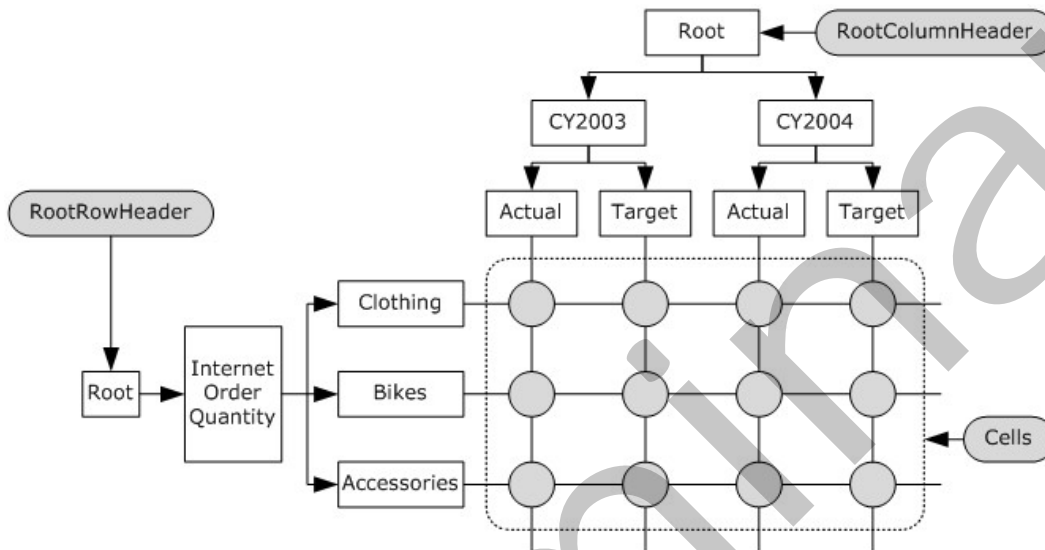 Root
RootColumnHeader
CY2003
CY2004
RootRowHeader
Actual
Target
Actual
Target
Clothing
Root
Internet
Order
Quantity
Bikes
Cells
Accessories